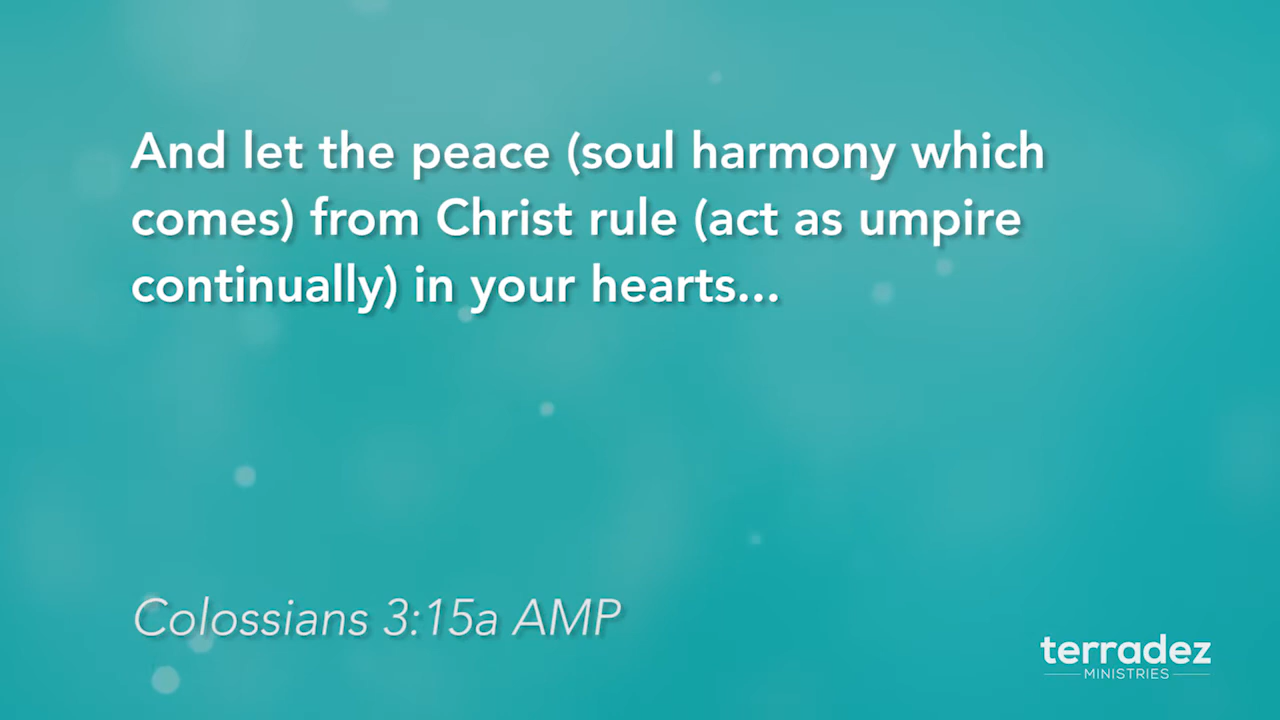 And let the peace (soul harmony which
comes) from Christ rule (act as umpire
continually) in your hearts...
Colossians 3:15a AMP
terradez
MINISTRIES